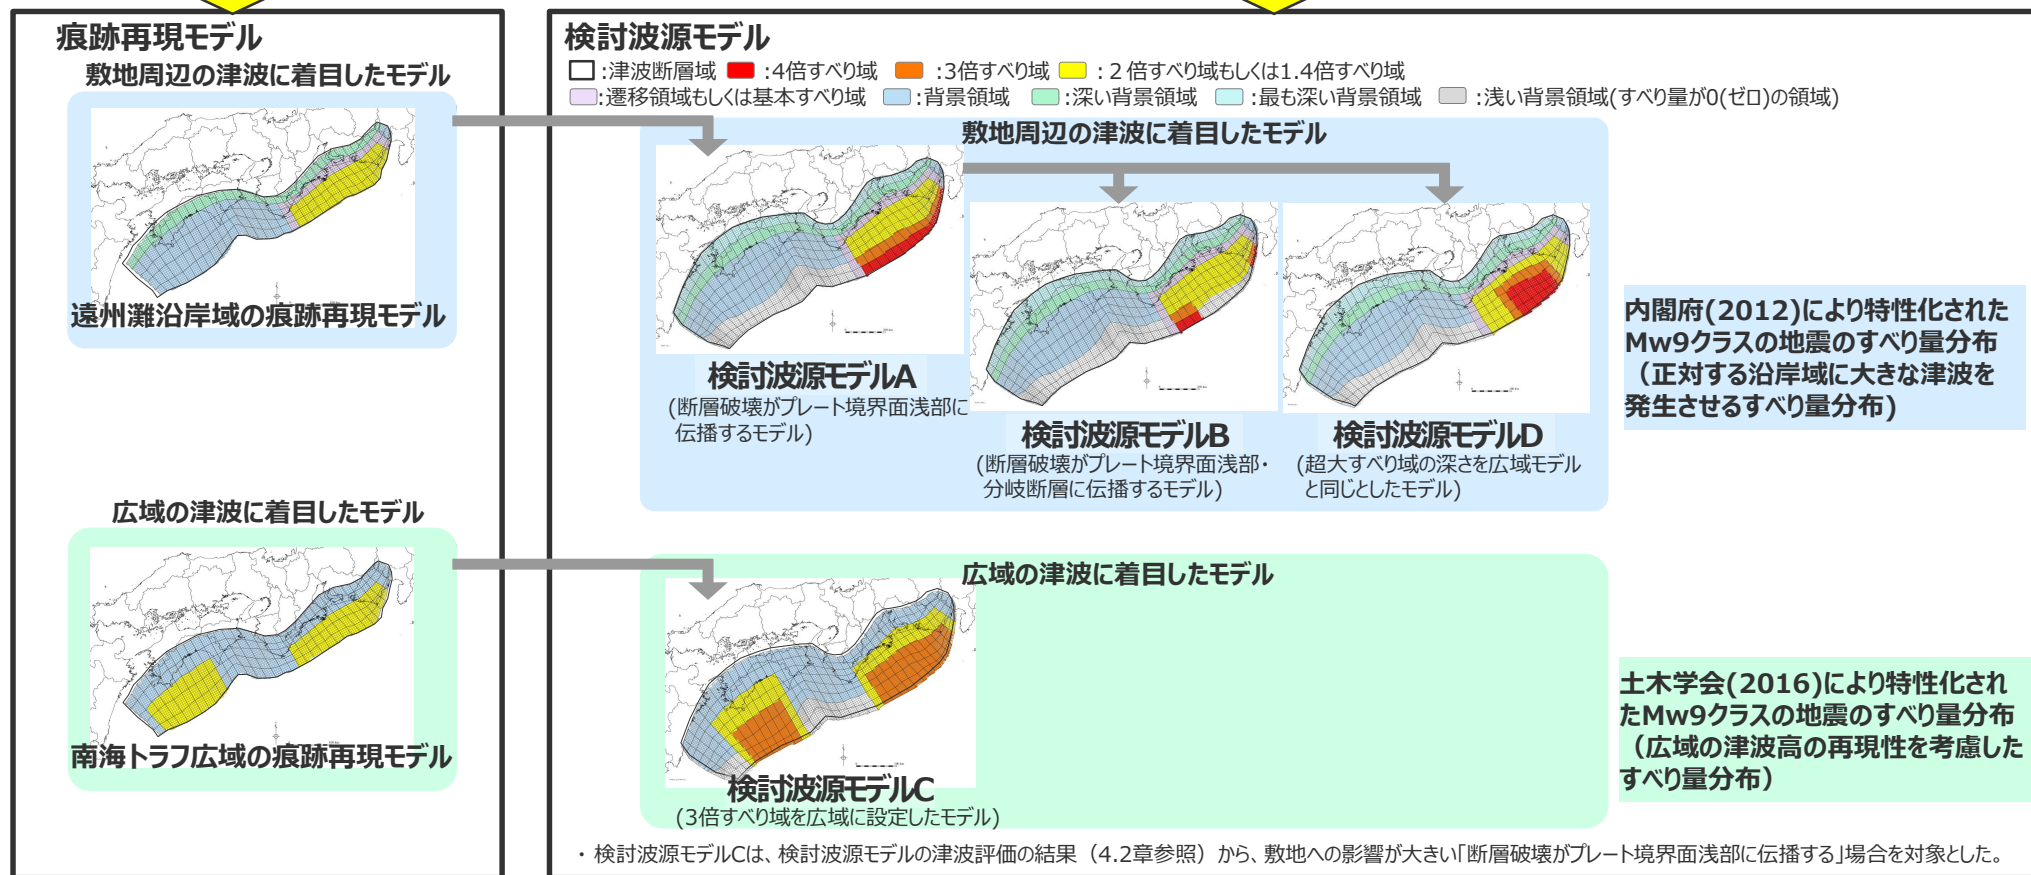 痕跡再現モデル
敷地周辺の津波に着目したモデル
遠州灘沿岸域の痕跡再現モデル
広域の津波に着目したモデル
南海トラフ広域の痕跡再現モデル
検討波源モデル
:津波断層域 :4倍すべり域 :3倍すべり域 :２倍すべり域もしくは1.4倍すべり域
:遷移領域もしくは基本すべり域 :背景領域 :深い背景領域 :最も深い背景領域 :浅い背景領域(すべり量が0(ゼロ)の領域)
敷地周辺の津波に着目したモデル
検討波源モデルA
(断層破壊がプレート境界面浅部に
伝播するモデル)
検討波源モデルB
(断層破壊がプレート境界面浅部・
分岐断層に伝播するモデル)
検討波源モデルD
(超大すべり域の深さを広域モデル
と同じとしたモデル)
内閣府(2012)により特性化された
Mw9クラスの地震のすべり量分布
（正対する沿岸域に大きな津波を
発生させるすべり量分布)
広域の津波に着目したモデル
検討波源モデルC
(3倍すべり域を広域に設定したモデル)
土木学会(2016)により特性化され
たMw9クラスの地震のすべり量分布
（広域の津波高の再現性を考慮した
すべり量分布）
・検討波源モデルCは、検討波源モデルの津波評価の結果（4.2章参照）から、敷地への影響が大きい「断層破壊がプレート境界面浅部に伝播する」場合を対象とした。